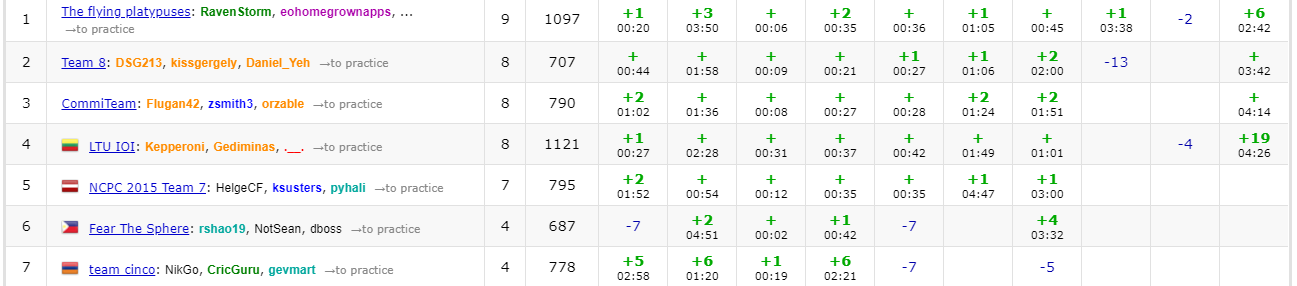 1 The flying platypuses: RavenStorm, eohomegrownapps, ... →to practice 9 1097 +1 00:20 +3 03:50 + 00:06 +2 00:35 + 00:36 +1 01:05 + 00:45 +1 03:38 -2 +6 02:42
2 Team 8: DSG213, kissgergely, Daniel_Yeh →to practice 8 707 + 00:44 + 01:58 + 00:09 + 00:21 +1 00:27 +1 01:06 +2 02:00 -13 + 03:42
3 CommiTeam: Flugan42, zsmith3, orzable →to practice 8 790 +2 01:02 + 01:36 + 00:08 + 00:27 + 00:28 +2 01:24 +2 01:51 + 04:14
4 LTU IOI: Kepperoni, Gediminas, .__. →to practice 8 1121 +1 00:27 + 02:28 + 00:31 + 00:37 + 00:42 + 01:49 + 01:01 -4 +19 04:26
5 NCPC 2015 Team 7: HelgeCF, ksusters, pyhali →to practice 7 795 +2 01:52 + 00:54 + 00:12 + 00:35 + 00:35 +1 04:47 +1 03:00
6 Fear The Sphere: rshao19, NotSean, dboss →to practice 4 687 -7 +2 04:51 + 00:02 +1 00:42 -7 +4 03:32
7 team cinco: NikGo, CricGuru, gevmart →to practice 4 778 +5 02:58 +6 01:20 +1 00:19 +6 02:21 -7 -5